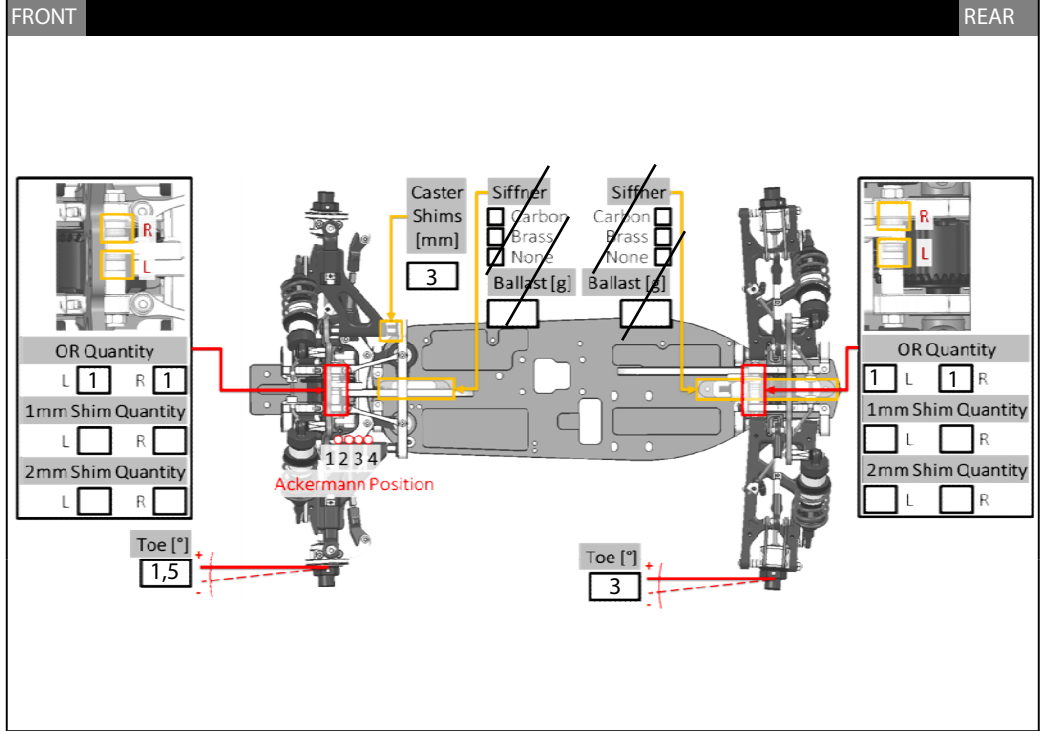 FRONT
REAR
Caster
Shims
[mm]
3
Siffner
Carbon
Brass
None
Ballast [g]
Siffner
Carbon
Brass
None
Ballast [g]
R
L
OR Quantity
L 1 R 1
1mm Shim Quantity
L R
2mm Shim Quantity
L R
R
L
OR Quantity
1 L 1 R
1mm Shim Quantity
L R
2mm Shim Quantity
L R
1 2 3 4
Ackermann Position
Toe [°]
+
1,5
-
Toe [°]
+
3
-